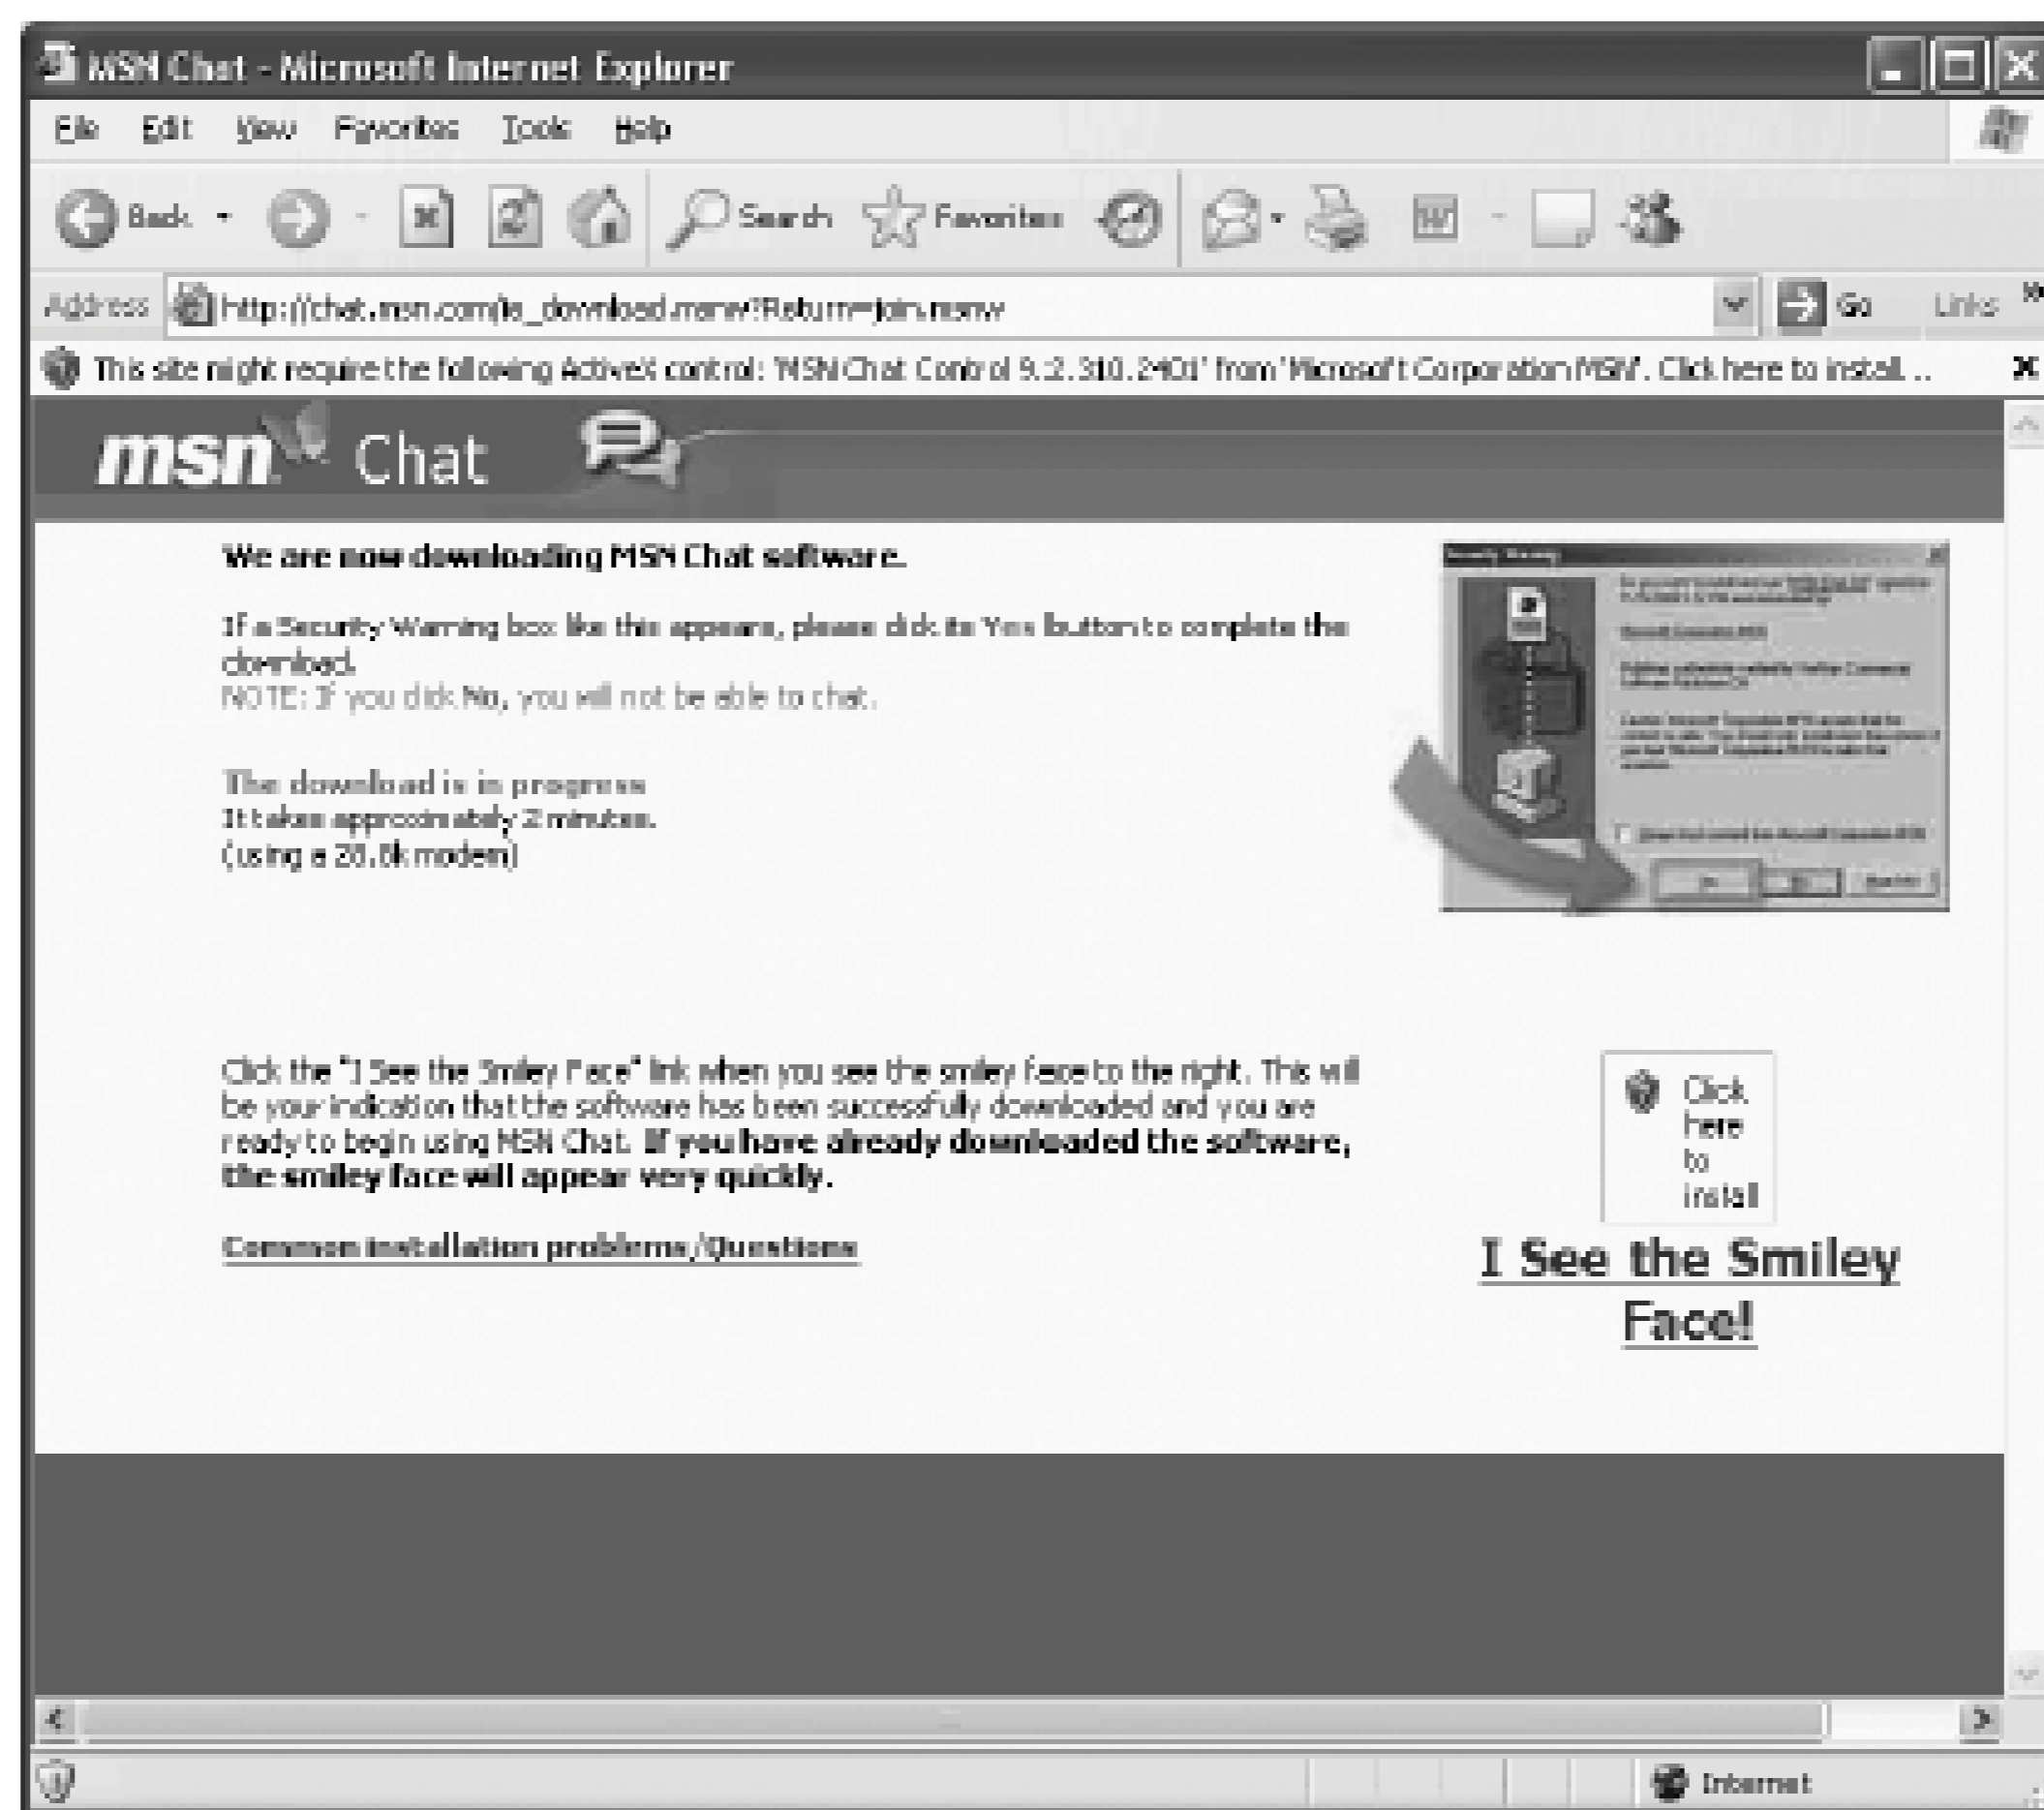 MSN Chat - Microsoft Internet Explorer
File Edit View Favorites Tools Help
Back Search Favorites
Address http://chat.msn.com/ie_download.msnw?Return=join.msnw Go Links
This site might require the following ActiveX control: 'MSN Chat Control 9.2.310.2401' from 'Microsoft Corporation MSN'. Click here to install...
msn Chat
We are now downloading MSN Chat software.
If a Security Warning box like this appears, please click its Yes button to complete the
download.
NOTE: If you click No, you will not be able to chat.
The download is in progress
It takes approximately 2 minutes.
(using a 28.8k modem)
Click the "I See the Smiley Face" link when you see the smiley face to the right. This will
be your indication that the software has been successfully downloaded and you are
ready to begin using MSN Chat. If you have already downloaded the software,
the smiley face will appear very quickly.
Click
here
to
install
Common installation problems/Questions
I See the Smiley
Face!
Internet